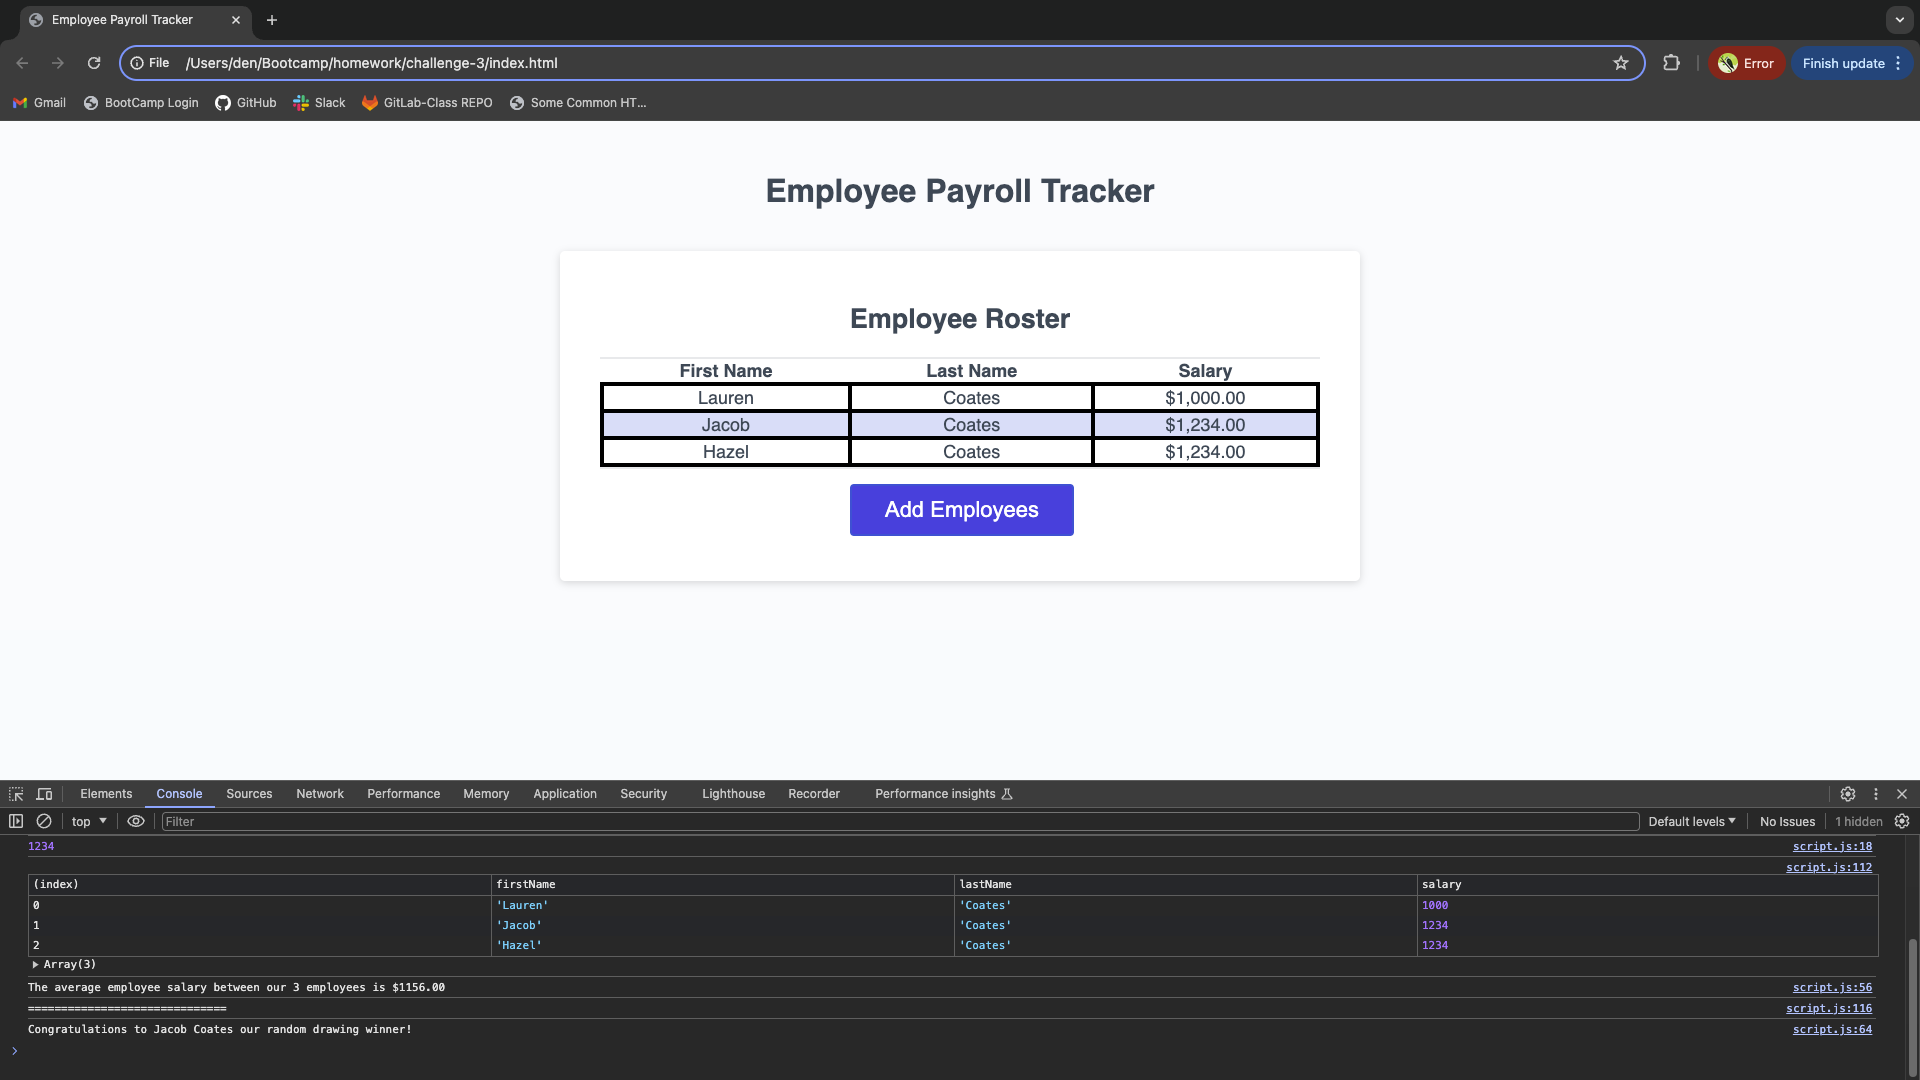 Employee Payroll Tracker
File /Users/den/Bootcamp/homework/challenge-3/index.html Error Finish update
Gmail BootCamp Login GitHub Slack GitLab-Class REPO Some Common HT...
Employee Payroll Tracker
Employee Roster
First Name Last Name Salary
Lauren Coates $1,000.00
Jacob Coates $1,234.00
Hazel Coates $1,234.00
Add Employees
Elements Console Sources Network Performance Memory Application Security Lighthouse Recorder Performance insights
top Filter Default levels No Issues 1 hidden
1234 script.js:18
script.js:112
(index) firstName lastName salary
0 'Lauren' 'Coates' 1000
1 'Jacob' 'Coates' 1234
2 'Hazel' 'Coates' 1234
Array(3)
The average employee salary between our 3 employees is $1156.00 script.js:56
============================== script.js:116
Congratulations to Jacob Coates our random drawing winner! script.js:64